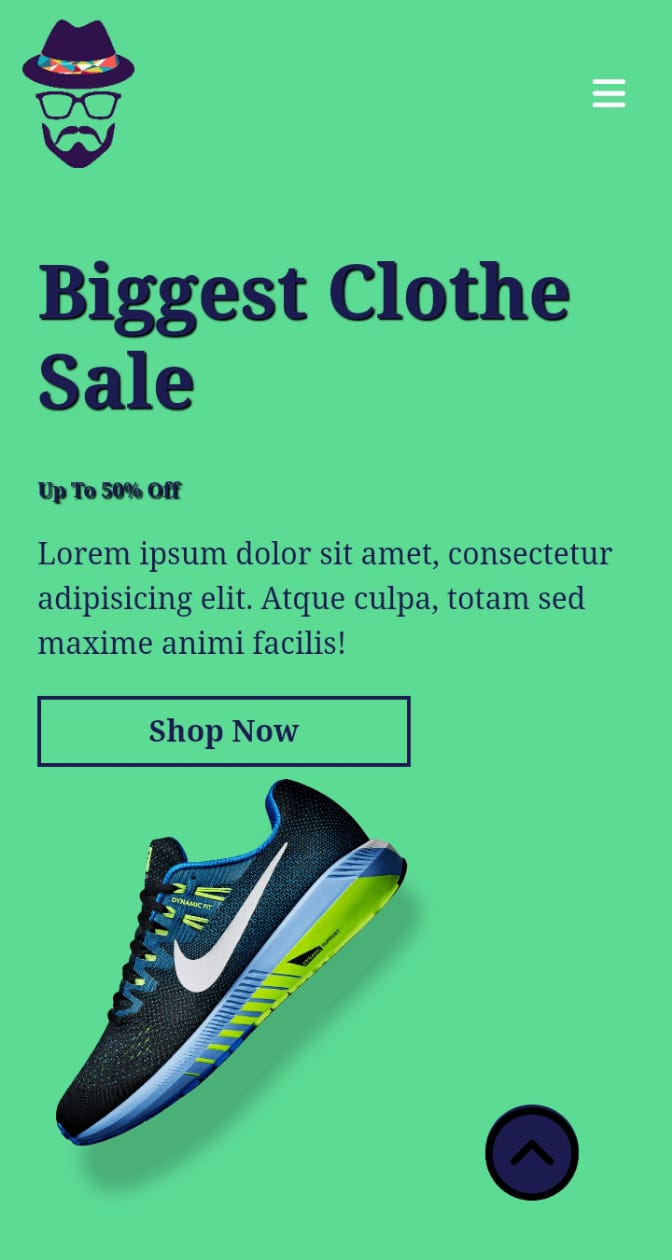 Biggest Clothe
Sale
Up To 50% Off
Lorem ipsum dolor sit amet, consectetur
adipisicing elit. Atque culpa, totam sed
maxime animi facilis!
Shop Now
DYNAMIC FIT